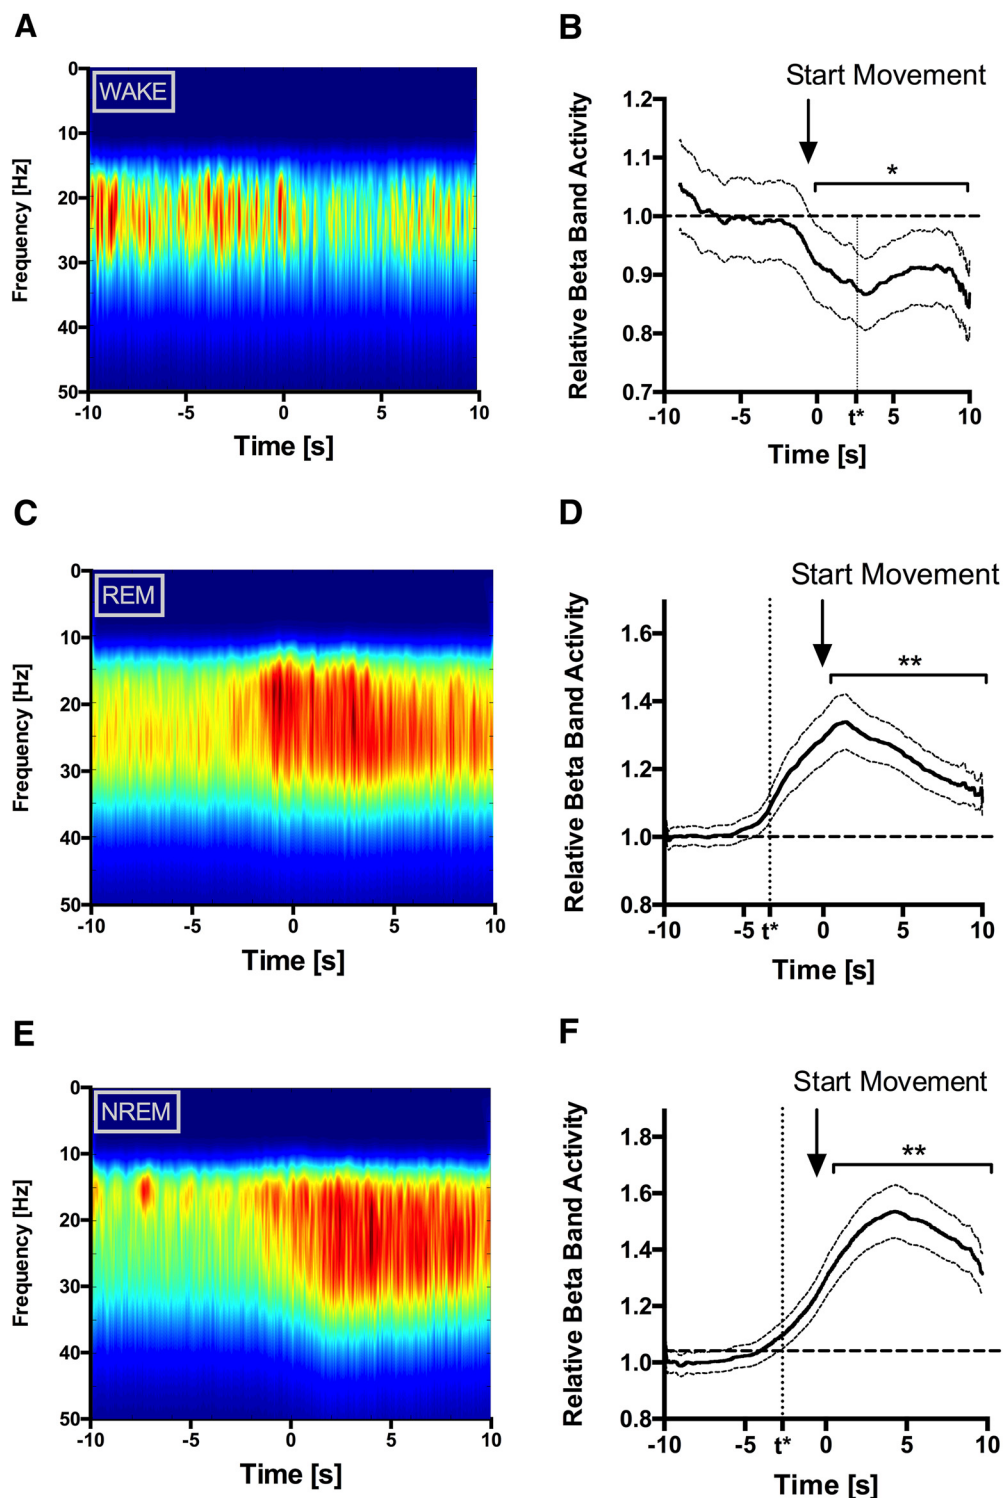 A
WAKE
Frequency [Hz]
0
10
20
30
40
50
-10
-5
0
5
10
Time [s]
B
Start Movement
*
Relative Beta Band Activity
1.2
1.1
1.0
0.9
0.8
0.7
-10
-5
0
t*
5
10
Time [s]
C
REM
Frequency [Hz]
0
10
20
30
40
50
-10
-5
0
5
10
Time [s]
D
Start Movement
**
Relative Beta Band Activity
1.6
1.4
1.2
1.0
0.8
-10
-5
t*
0
5
10
Time [s]
E
NREM
Frequency [Hz]
0
10
20
30
40
50
-10
-5
0
5
10
Time [s]
F
Start Movement
**
Relative Beta Band Activity
1.8
1.6
1.4
1.2
1.0
0.8
-10
-5
t*
0
5
10
Time [s]